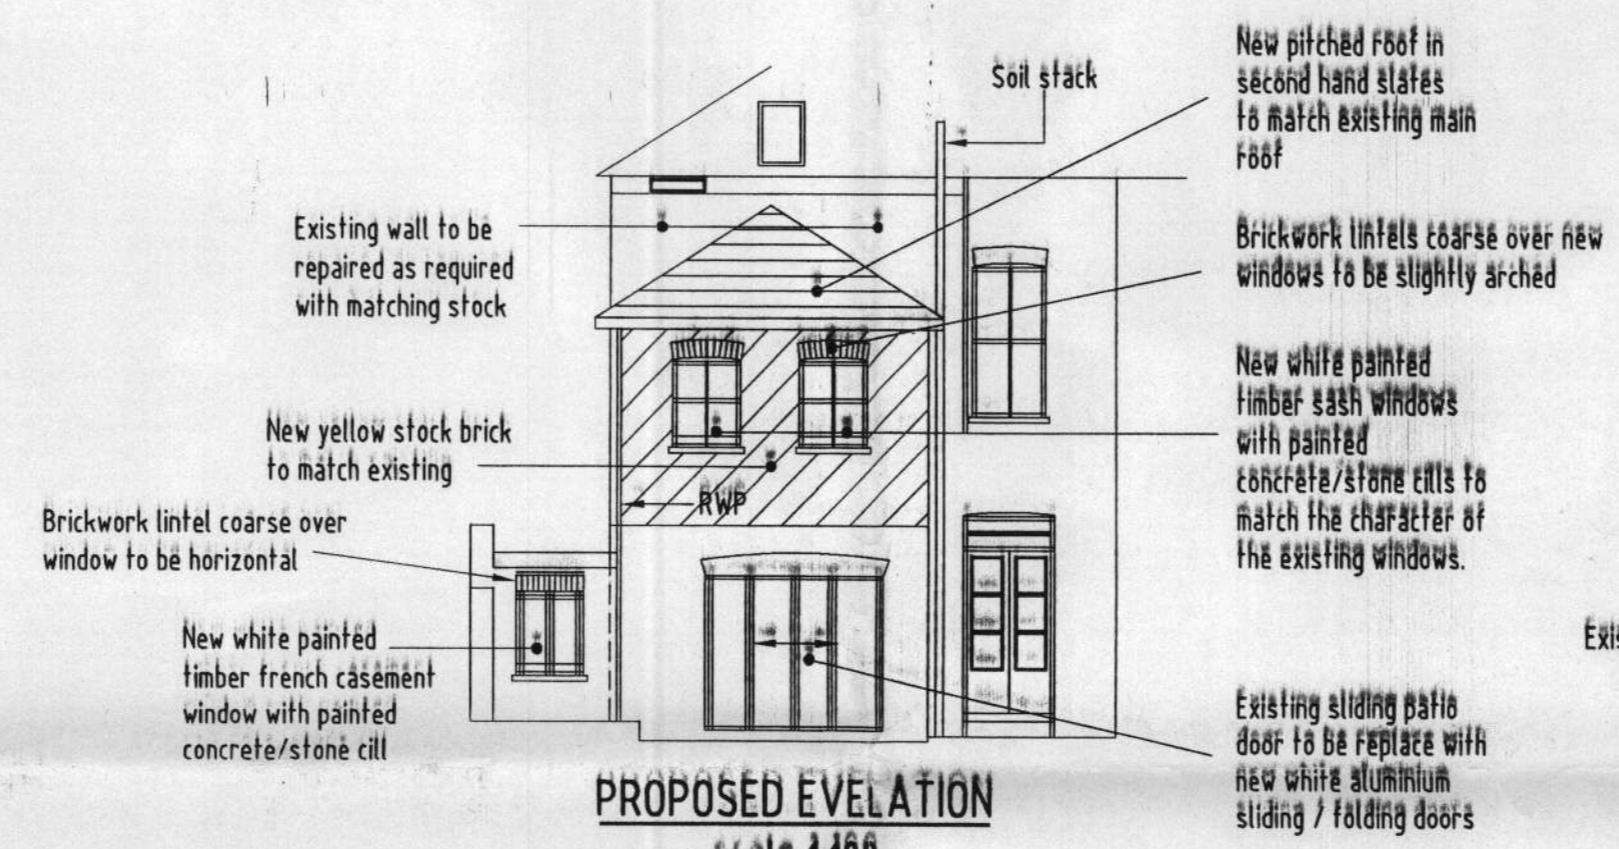 Soil stack
New pitched roof in
second hand slates
to match existing main
roof
Existing wall to be
repaired as required
with matching stock
Brickwork lintels coarse over new
windows to be slightly arched
New white painted
timber sash windows
with painted
concrete/stone cills to
match the character of
the existing windows.
New yellow stock brick
to match existing
RWP
Brickwork lintel coarse over
window to be horizontal
New white painted
timber french casement
window with painted
concrete/stone cill
Existing sliding patio
door to be replace with
new white aluminium
sliding / folding doors
PROPOSED EVELATION
scale